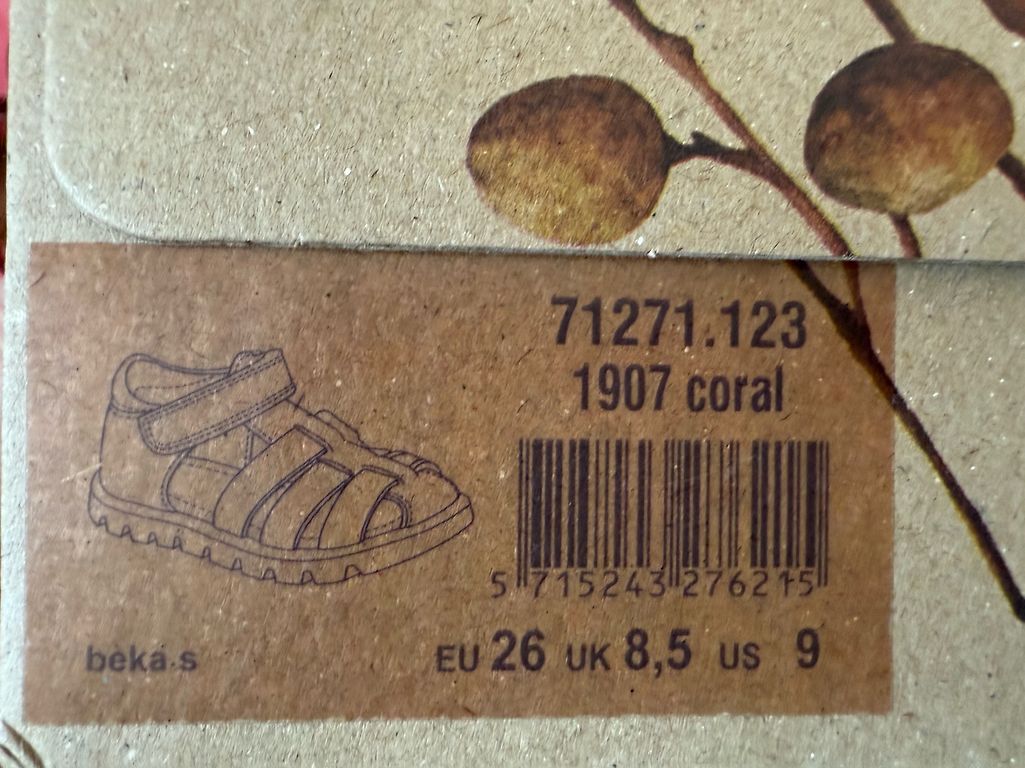 71271.123
1907 coral
5 715243 276215
beka s
EU 26 UK 8,5 US 9